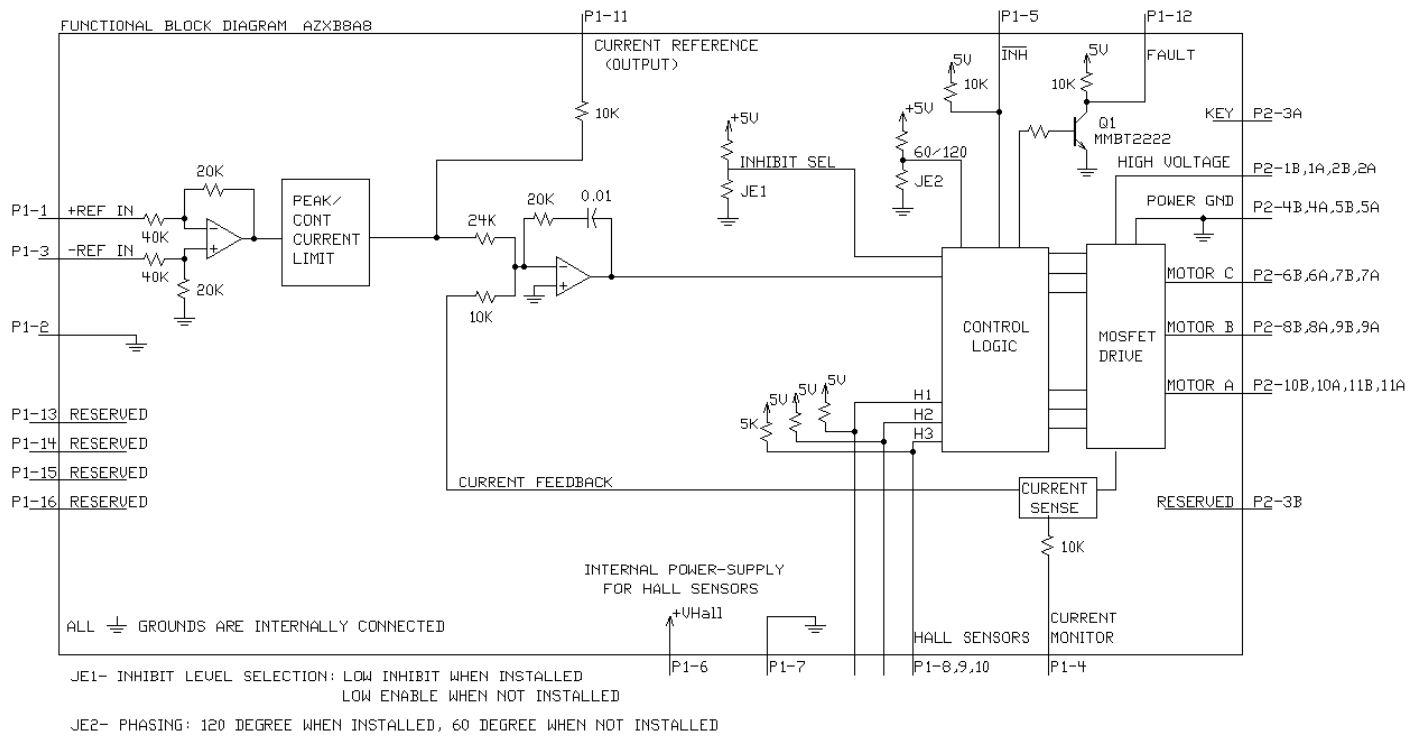 FUNCTIONAL BLOCK DIAGRAM AZXB8A8
P1-11
P1-5
P1-12
CURRENT REFERENCE
(OUTPUT)
INH
FAULT
5V
5V
10K
10K
10K
KEY
P2-3A
Q1
MMBT2222
+5V
+5V
60/120
INHIBIT SEL
JE1
JE2
HIGH VOLTAGE
P2-1B,1A,2B,2A
POWER GND
P2-4B,4A,5B,5A
20K
PEAK/
CONT
CURRENT
LIMIT
P1-1
+REF IN
40K
P1-3
-REF IN
40K
20K
24K
20K
0.01
10K
P1-2
CONTROL
LOGIC
MOSFET
DRIVE
MOTOR C
P2-6B,6A,7B,7A
MOTOR B
P2-8B,8A,9B,9A
MOTOR A
P2-10B,10A,11B,11A
5V
5V
5V
5K
H1
H2
H3
P1-13 RESERVED
P1-14 RESERVED
P1-15 RESERVED
P1-16 RESERVED
CURRENT FEEDBACK
CURRENT
SENSE
RESERVED
P2-3B
10K
INTERNAL POWER-SUPPLY
FOR HALL SENSORS
+VHall
ALL GROUNDS ARE INTERNALLY CONNECTED
HALL SENSORS
CURRENT
MONITOR
P1-6
P1-7
P1-8,9,10
P1-4
JE1- INHIBIT LEVEL SELECTION: LOW INHIBIT WHEN INSTALLED
LOW ENABLE WHEN NOT INSTALLED
JE2- PHASING: 120 DEGREE WHEN INSTALLED, 60 DEGREE WHEN NOT INSTALLED